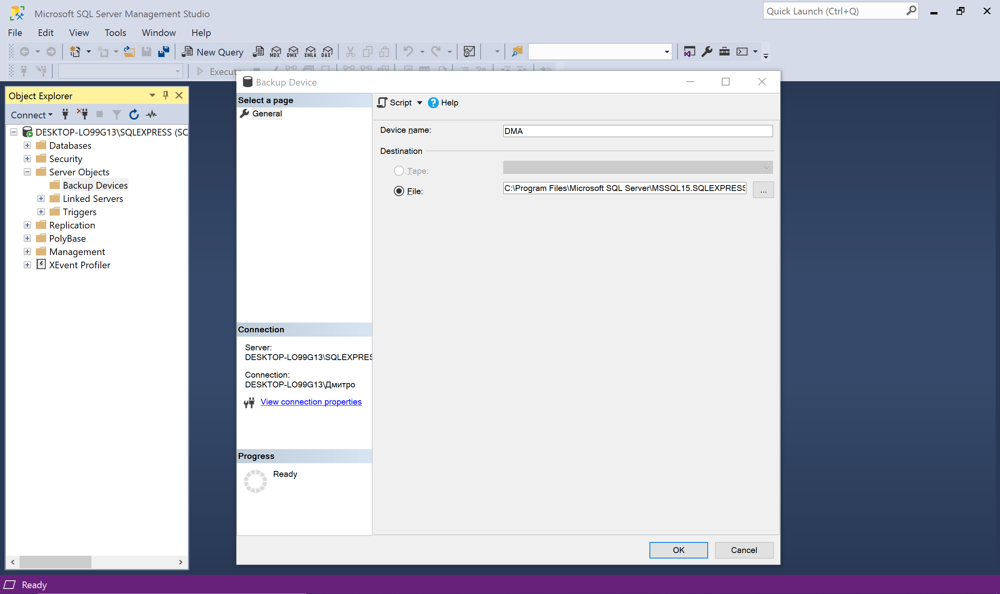 Microsoft SQL Server Management Studio
Quick Launch (Ctrl+Q)
File Edit View Tools Window Help
New Query MDX DMX XMLA DAX
Execute
Object Explorer
Connect
DESKTOP-LO99G13\SQLEXPRESS (SC
Databases
Security
Server Objects
Backup Devices
Linked Servers
Triggers
Replication
PolyBase
Management
XEvent Profiler
Backup Device
Select a page
General
Script Help
Device name: DMA
Destination
Tape:
File: C:\Program Files\Microsoft SQL Server\MSSQL15.SQLEXPRESS
...
Connection
Server:
DESKTOP-LO99G13\SQLEXPRES
Connection:
DESKTOP-LO99G13\Дмитро
View connection properties
Progress
Ready
OK Cancel
Ready